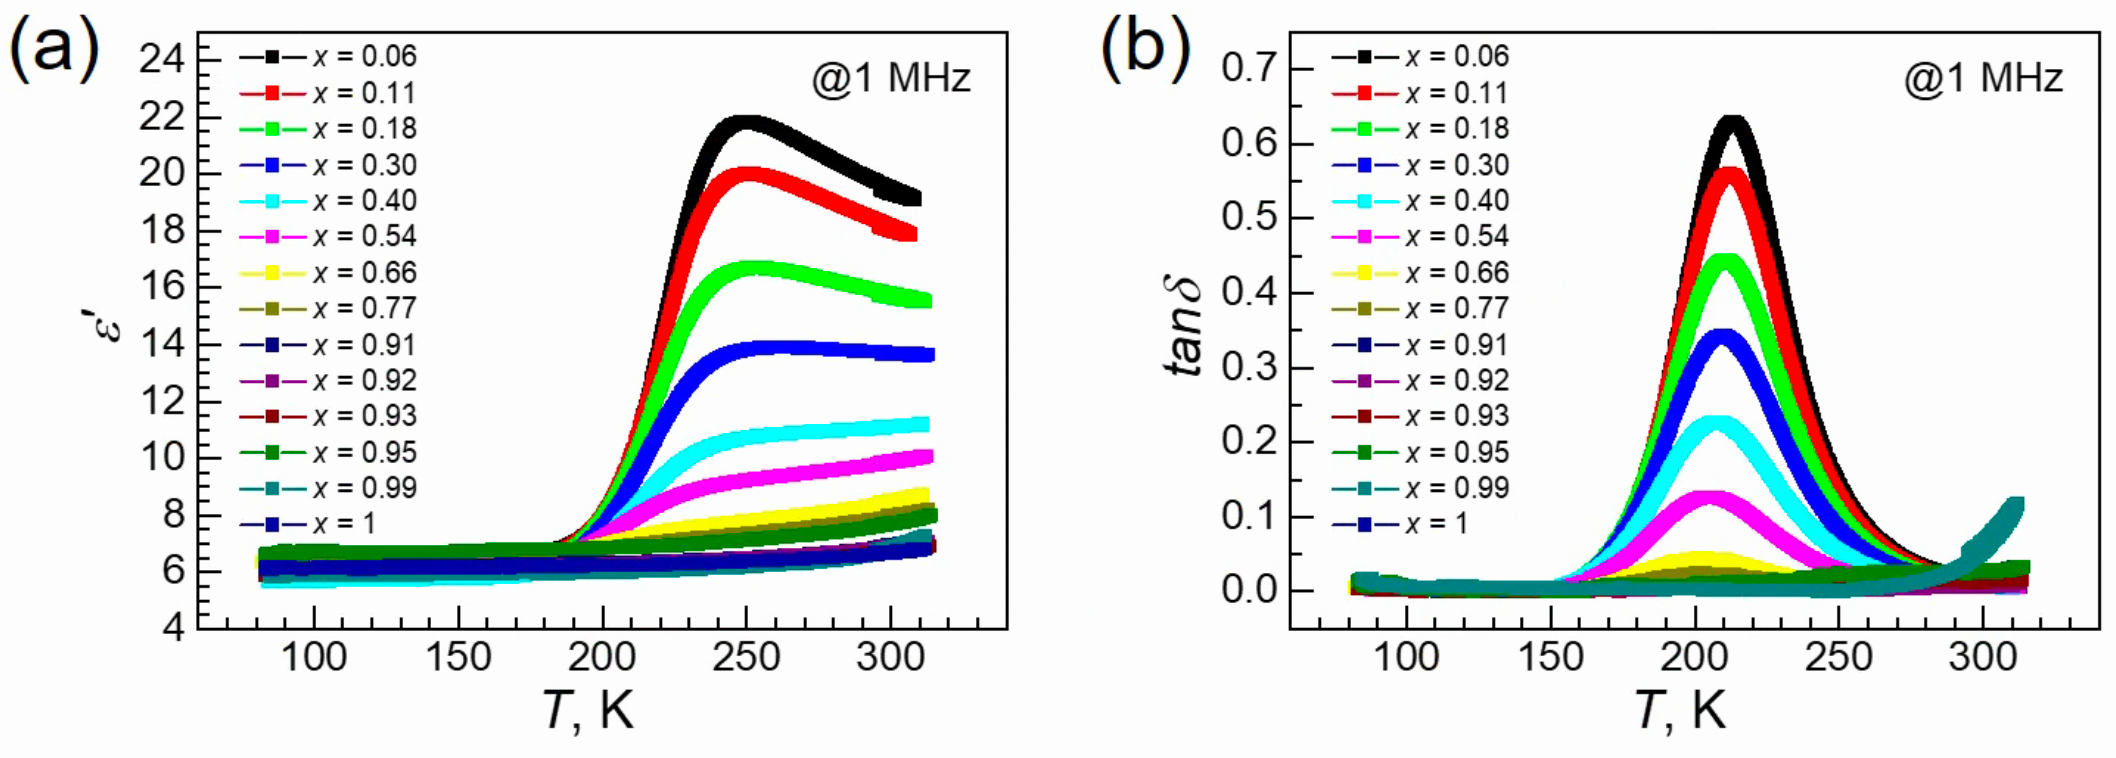 (a)
24
22
20
18
16
14
12
10
8
6
4
ε'
x = 0.06
x = 0.11
x = 0.18
x = 0.30
x = 0.40
x = 0.54
x = 0.66
x = 0.77
x = 0.91
x = 0.92
x = 0.93
x = 0.95
x = 0.99
x = 1
@1 MHz
100 150 200 250 300
T, K
(b)
0.7
0.6
0.5
0.4
0.3
0.2
0.1
0.0
tanδ
x = 0.06
x = 0.11
x = 0.18
x = 0.30
x = 0.40
x = 0.54
x = 0.66
x = 0.77
x = 0.91
x = 0.92
x = 0.93
x = 0.95
x = 0.99
x = 1
@1 MHz
100 150 200 250 300
T, K